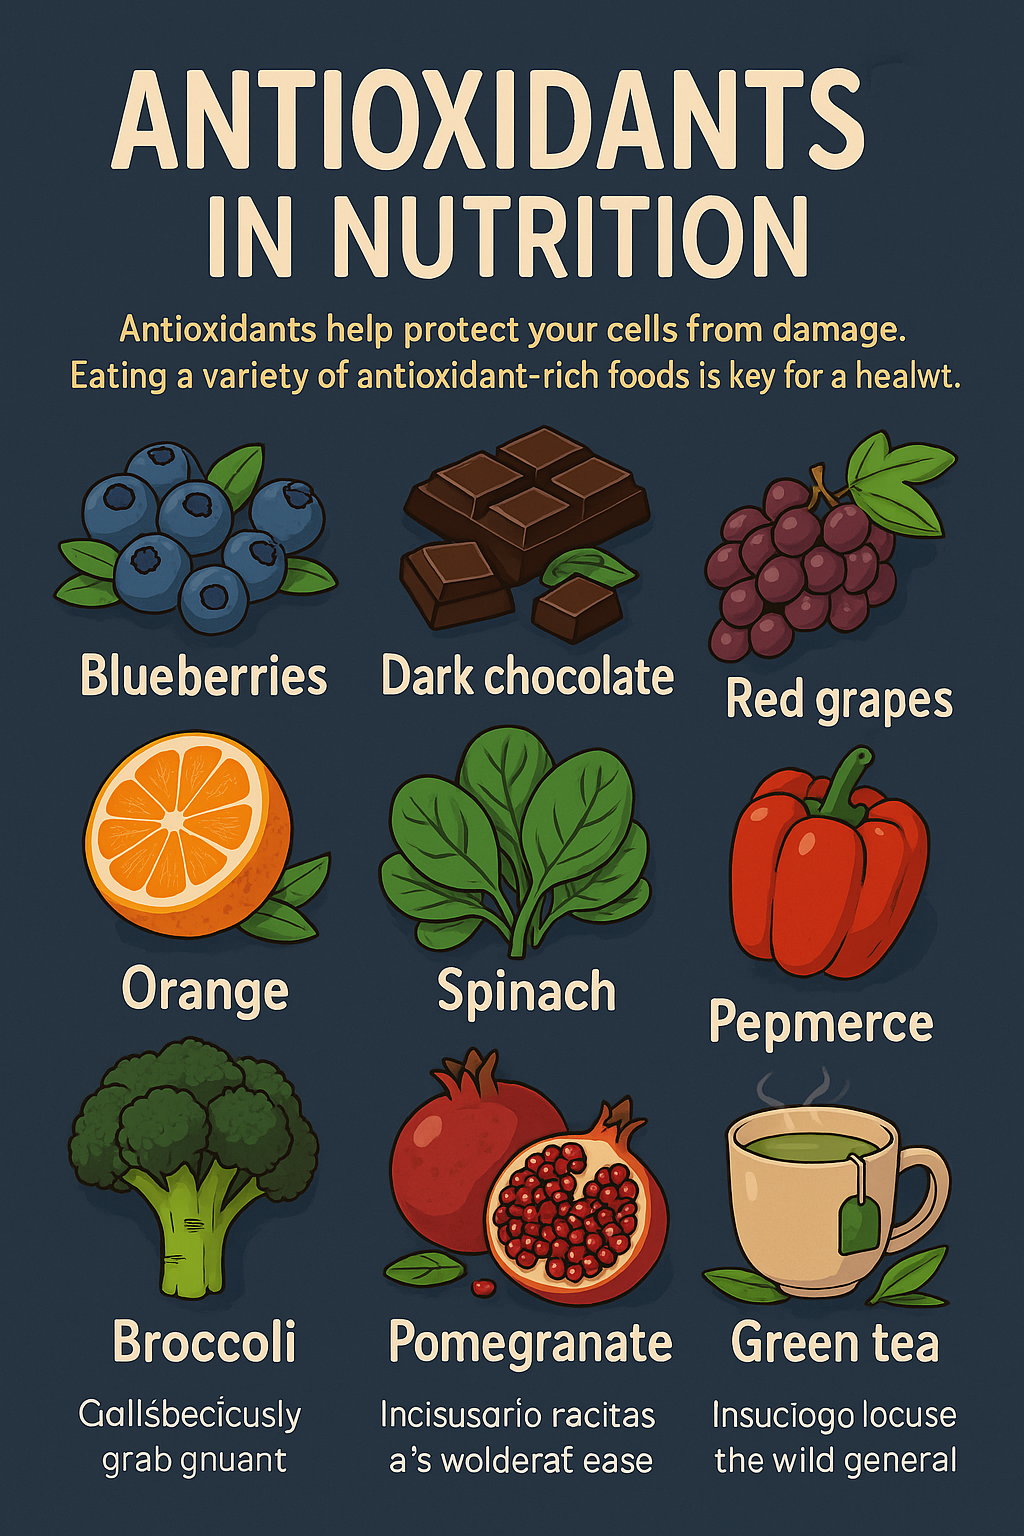 ANTIOXIDANTS
IN NUTRITION
Antioxidants help protect your cells from damage.
Eating a variety of antioxidant-rich foods is key for a healwt.
Blueberries
Dark chocolate
Red grapes
Orange
Spinach
Pepmerce
Broccoli
Pomegranate
Green tea
Gallśbecícusly
grab gnuant
Incisusarío racitas
a's wolderaf ease
Insucíogo locuse
the wild general